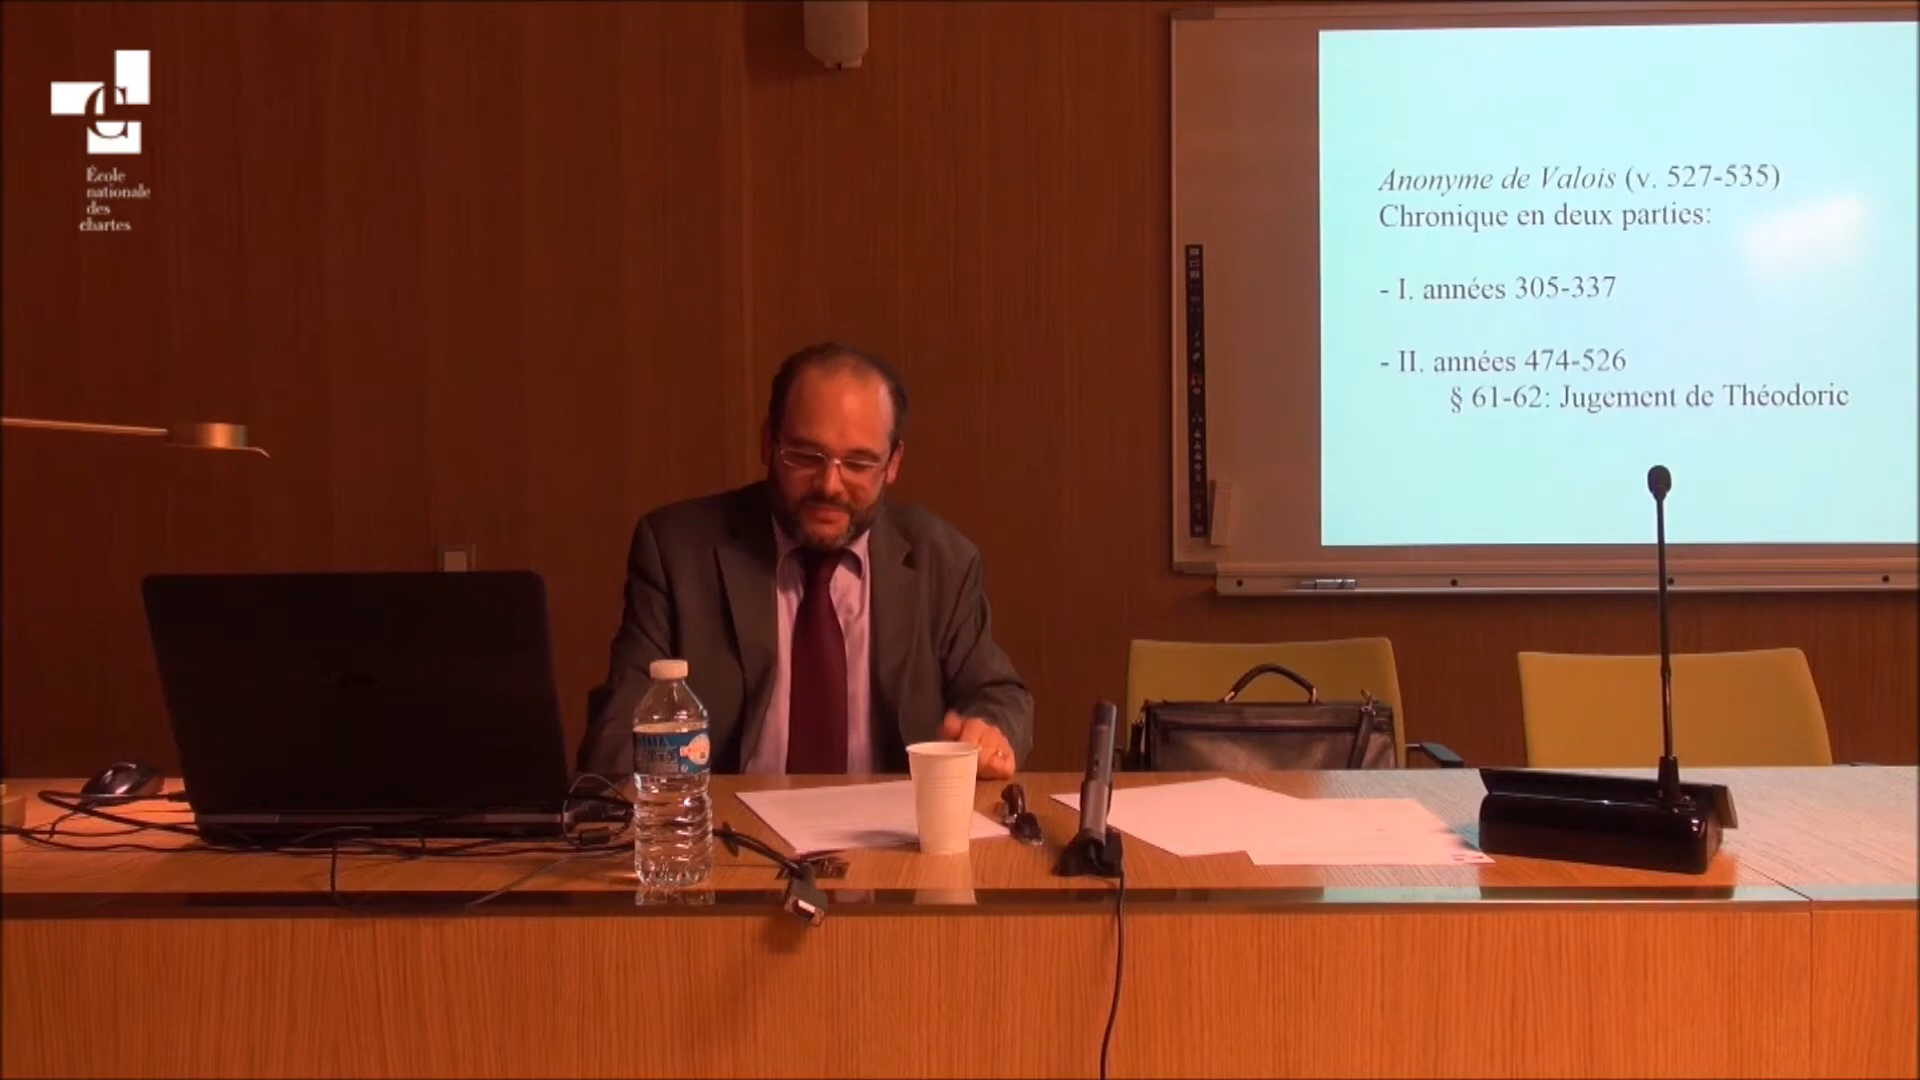 École
nationale
des
chartes
Anonyme de Valois (v. 527-535)
Chronique en deux parties:
- I. années 305-337
- II. années 474-526
§ 61-62: Jugement de Théodoric